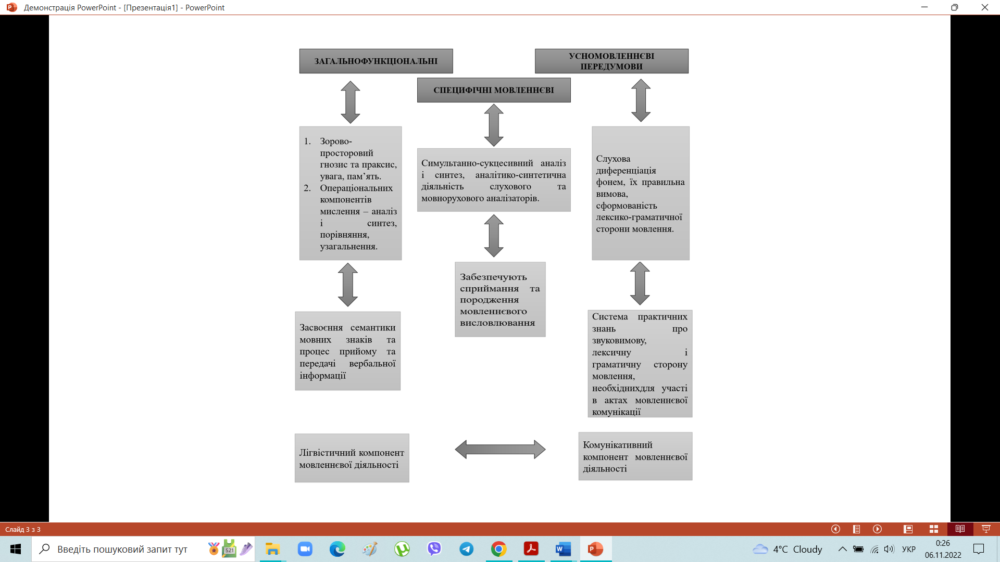 Демонстрація PowerPoint - [Презентація1] - PowerPoint
ЗАГАЛЬНОФУНКЦІОНАЛЬНІ
УСНОМОВЛЕННЄВІ
ПЕРЕДУМОВИ
СПЕЦИФІЧНІ МОВЛЕННЄВІ
1. Зорово-
просторовий
гнозис та праксис,
увага, пам’ять.
2. Операціональних
компонентів
мислення – аналіз
і синтез,
порівняння,
узагальнення.
Симультанно-сукцесивний аналіз
і синтез, аналітико-синтетична
діяльність слухового та
мовнорухового аналізаторів.
Слухова
диференціація
фонем, їх правильна
вимова,
сформованість
лексико-граматичної
сторони мовлення.
Забезпечують
сприймання та
породження
мовленнєвого
висловлювання
Засвоєння семантики
мовних знаків та
процес прийому та
передачі вербальної
інформації
Система практичних
знань про
звуковимову,
лексичну і
граматичну сторону
мовлення,
необхіднихдля участі
в актах мовленнєвої
комунікації
Лігвістичний компонент
мовленнєвої діяльності
Комунікативний
компонент мовленнєвої
діяльності
Слайд 3 з 3
Введіть пошуковий запит тут
521
4°C Cloudy
УКР
0:26
06.11.2022